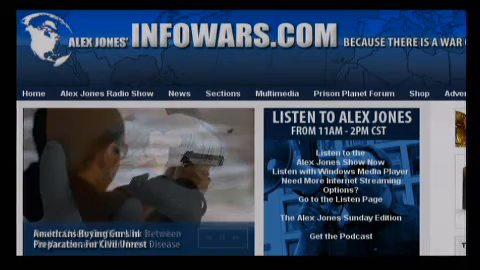 ALEX JONES' INFOWARS.COM BECAUSE THERE IS A WAR
Home Alex Jones Radio Show News Sections Multimedia Prison Planet Forum Shop Adver
LISTEN TO ALEX JONES
FROM 11AM - 2PM CST
Listen to the
Alex Jones Show Now
Listen with Windows Media Player
Need More Internet Streaming
Options?
Go to the Listen Page
The Alex Jones Sunday Edition
Get the Podcast
Americans Buying Guns In Between
Preparation For Civil Unrest Disease